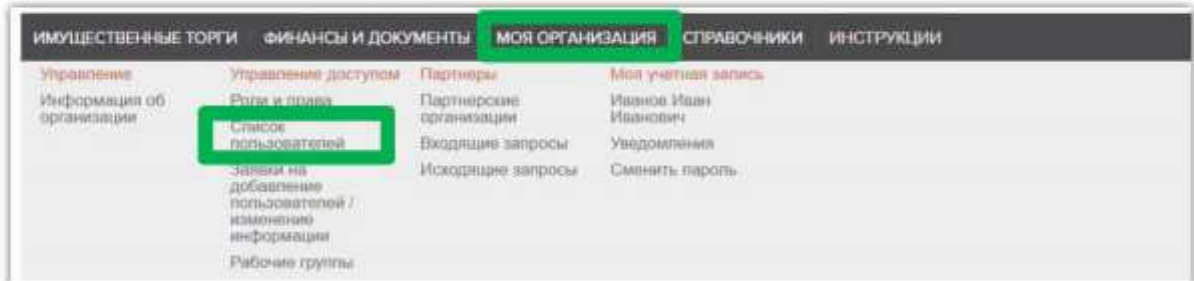 ИМУЩЕСТВЕННЫЕ ТОРГИ ФИНАНСЫ И ДОКУМЕНТЫ МОЯ ОРГАНИЗАЦИЯ СПРАВОЧНИКИ ИНСТРУКЦИИ
Управление
Информация об
организации
Управление доступом
Роли и права
Список
пользователей
Заявки на
добавление
пользователей /
изменение
информации
Рабочие группы
Партнеры
Партнерские
организации
Входящие запросы
Исходящие запросы
Моя учетная запись
Иванов Иван
Иванович
Уведомления
Сменить пароль